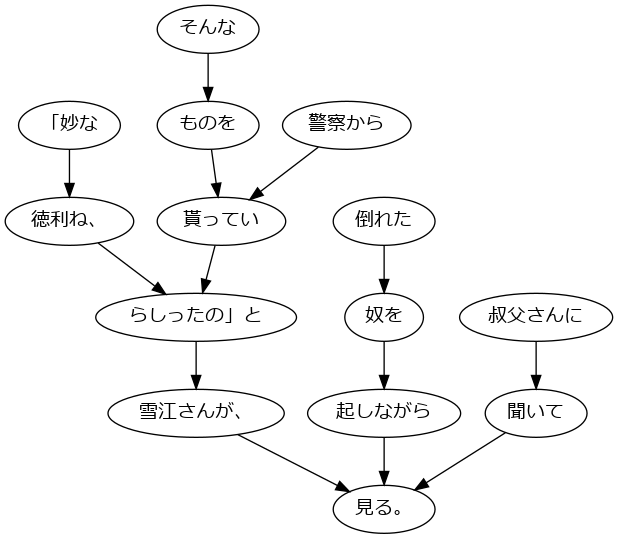 そんな
「妙な
ものを
警察から
徳利ね、
貰ってい
倒れた
らしったの」と
奴を
叔父さんに
雪江さんが、
起しながら
聞いて
見る。